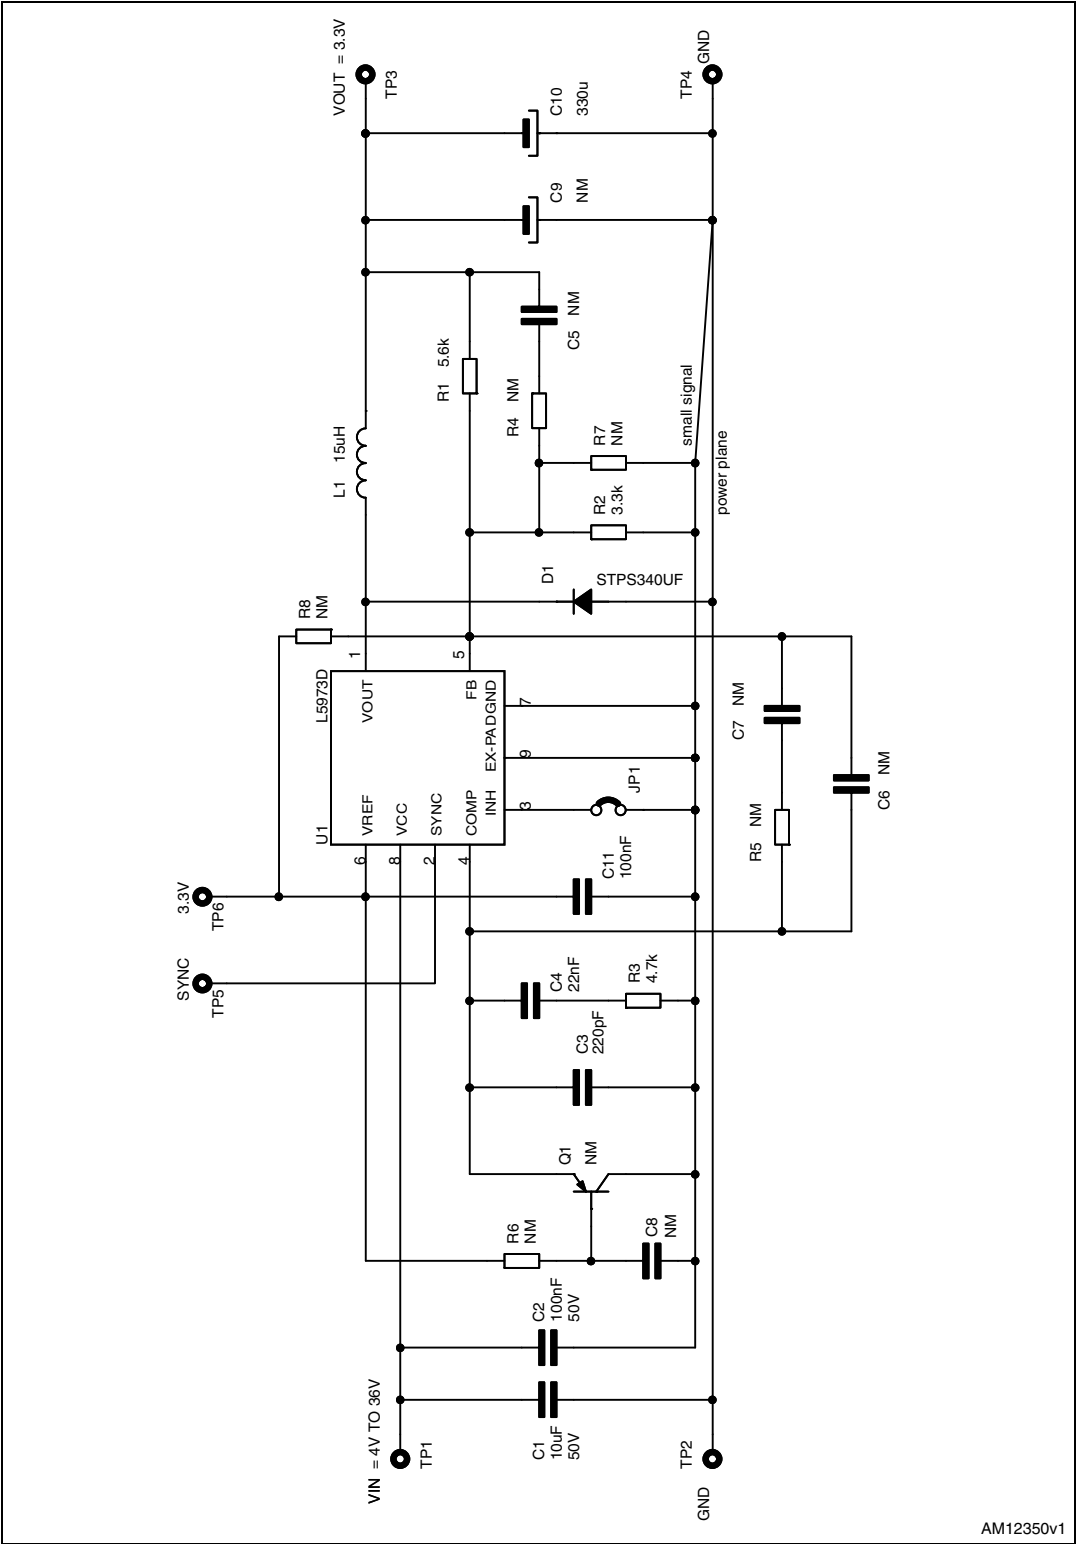 VIN = 4V TO 36V
TP1
C1
10uF
50V
TP2
GND
C2
100nF
50V
R6
NM
C8
NM
Q1
NM
C3
220pF
C4
22nF
R3
4.7k
SYNC
TP5
3.3V
TP6
C11
100nF
JP1
U1
L5973D
6
VREF
8
VCC
2
SYNC
4
COMP
3
INH
9
EX-PAD
7
GND
VOUT
1
FB
5
R8
NM
R5 NM
C7 NM
C6 NM
D1
STPS340UF
L1 15uH
R1 5.6k
R2
3.3k
R7
NM
R4 NM
C5 NM
small signal
power plane
C9
NM
C10
330u
VOUT = 3.3V
TP3
TP4
GND
AM12350v1